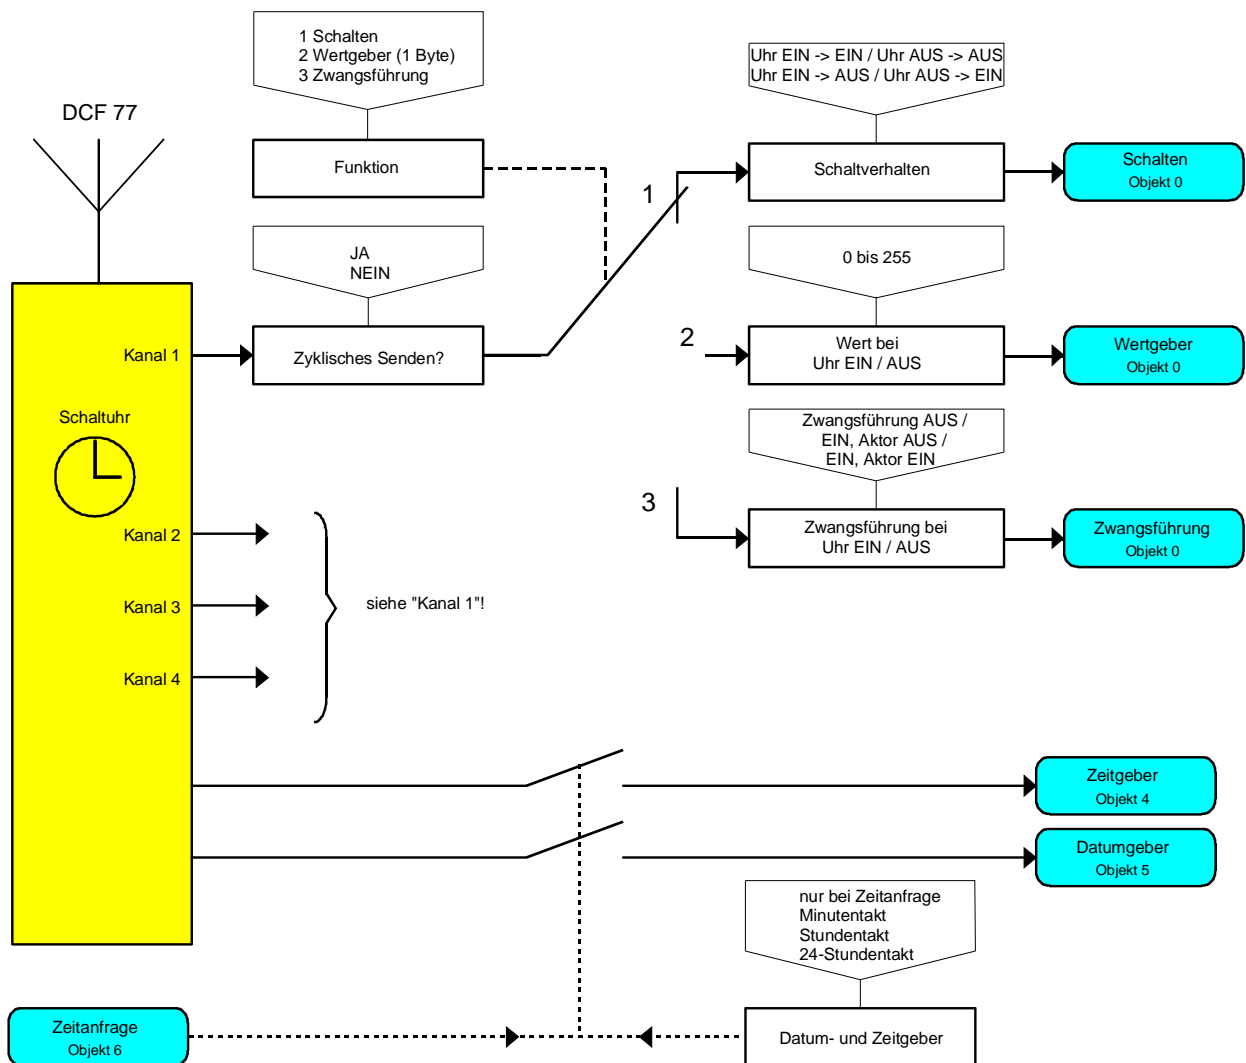 1 Schalten
2 Wertgeber (1 Byte)
3 Zwangsführung
Uhr EIN -> EIN / Uhr AUS -> AUS
Uhr EIN -> AUS / Uhr AUS -> EIN
DCF 77
Funktion
1
Schaltverhalten
Schalten
Objekt 0
JA
NEIN
0 bis 255
Kanal 1
Zyklisches Senden?
2
Wert bei
Uhr EIN / AUS
Wertgeber
Objekt 0
Schaltuhr
Zwangsführung AUS /
EIN, Aktor AUS /
EIN, Aktor EIN
3
Kanal 2
Zwangsführung bei
Uhr EIN / AUS
Zwangsführung
Objekt 0
Kanal 3
siehe "Kanal 1"!
Kanal 4
Zeitgeber
Objekt 4
Datumgeber
Objekt 5
nur bei Zeitanfrage
Minutentakt
Stundentakt
24-Stundentakt
Zeitanfrage
Objekt 6
Datum- und Zeitgeber